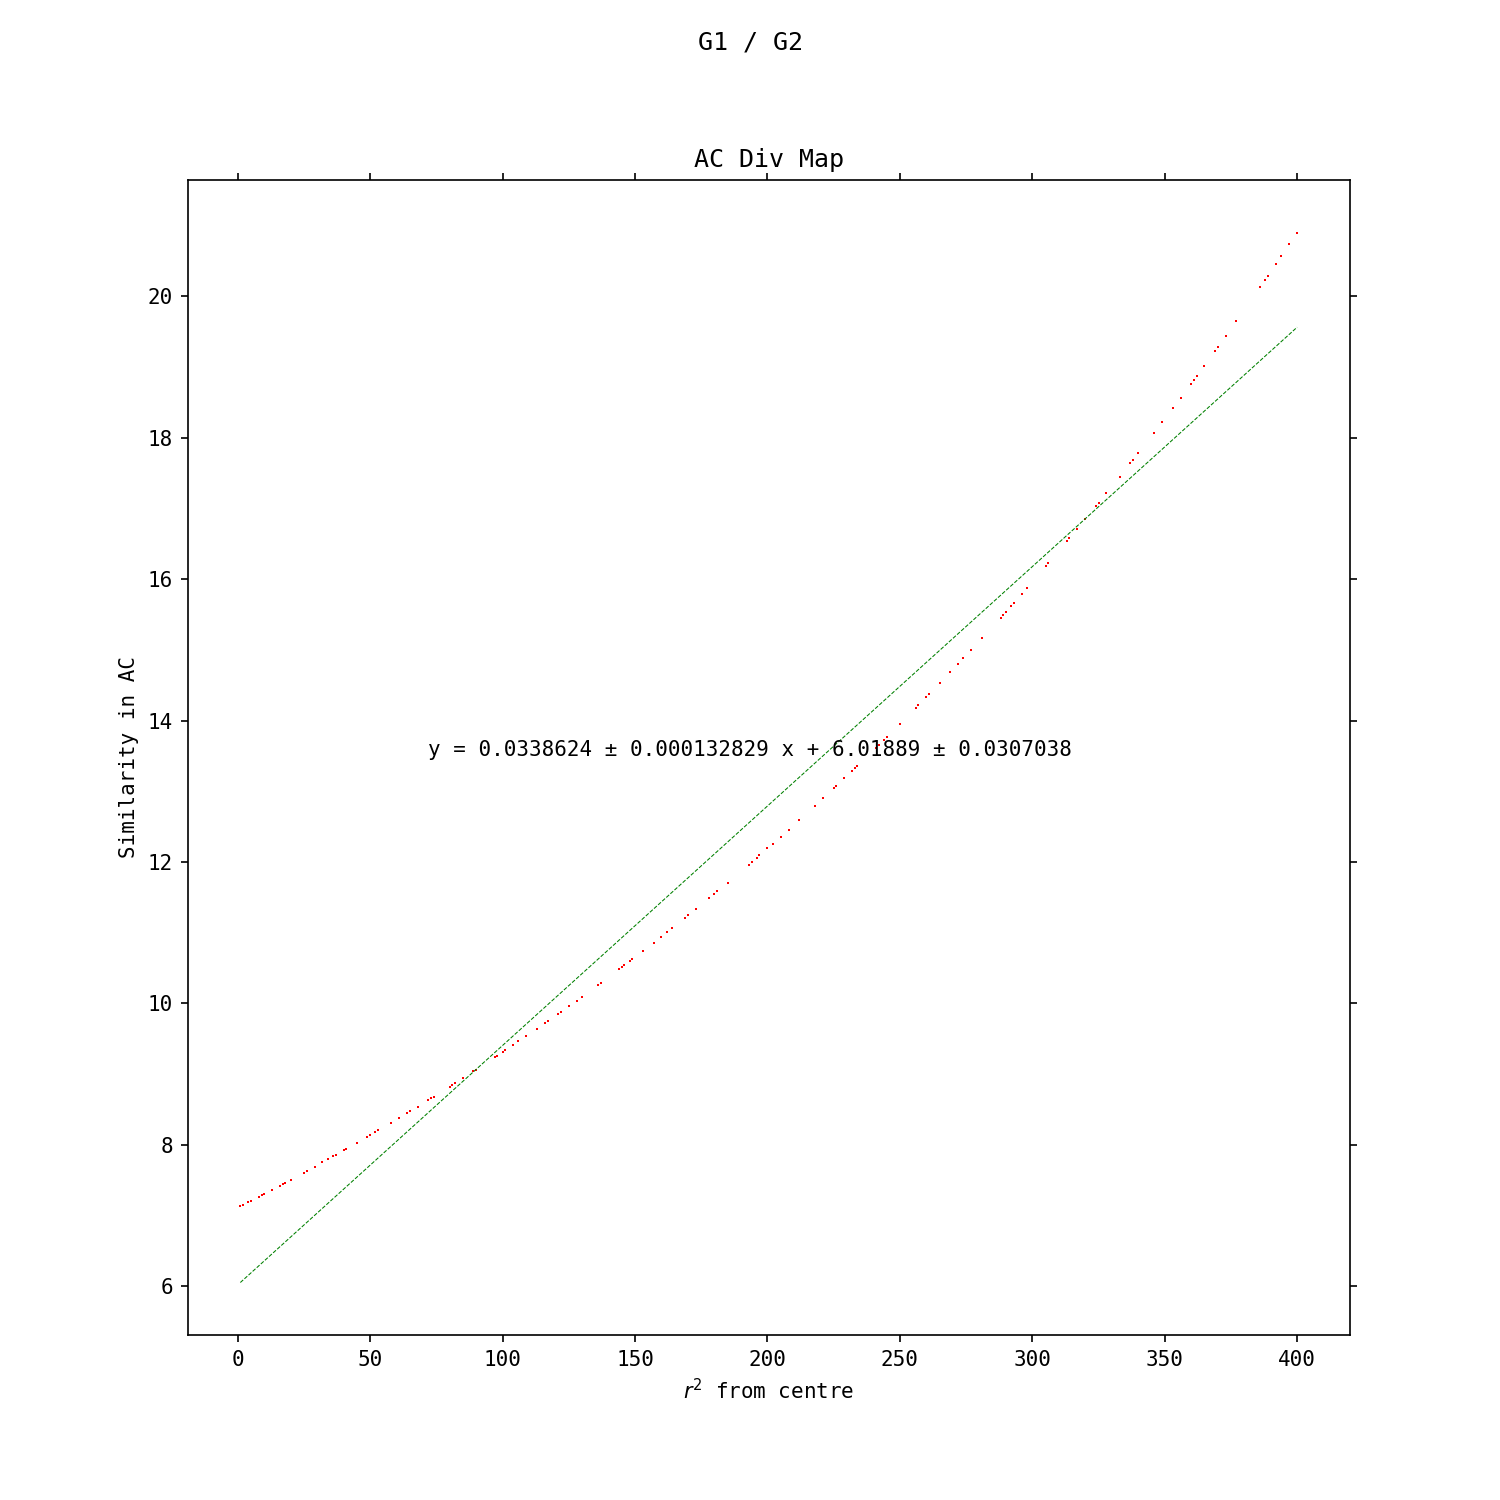 G1 / G2
AC Div Map
20
18
16
14
12
10
8
6
Similarity in AC
y = 0.0338624 ± 0.000132829 x + 6.01889 ± 0.0307038
0 50 100 150 200 250 300 350 400
r² from centre